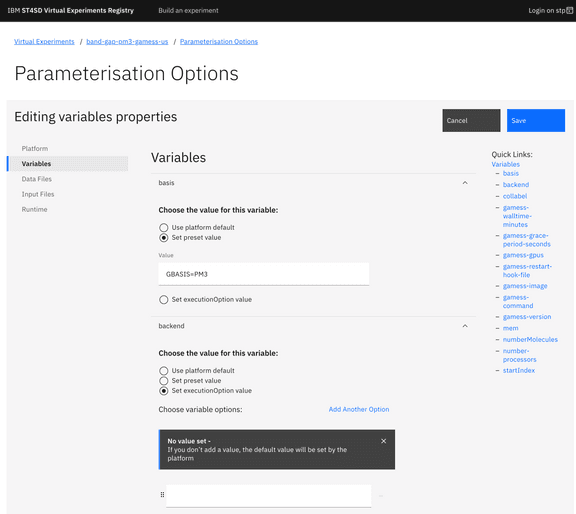 IBM ST4SD Virtual Experiments Registry
Build an experiment
Login on stp
Virtual Experiments / band-gap-pm3-gamess-us / Parameterisation Options
Parameterisation Options
Editing variables properties
Cancel
Save
Platform
Variables
Data Files
Input Files
Runtime
Variables
basis
Choose the value for this variable:
Use platform default
Set preset value
Value
GBASIS=PM3
Set executionOption value
backend
Choose the value for this variable:
Use platform default
Set preset value
Set executionOption value
Choose variable options:
Add Another Option
No value set -
If you don't add a value, the default value will be set by the
platform
Quick Links:
Variables
– basis
– backend
– collabel
– gamess-
walltime-
minutes
– gamess-grace-
period-seconds
– gamess-gpus
– gamess-restart-
hook-file
– gamess-image
– gamess-
command
– gamess-version
– mem
– numberMolecules
– number-
processors
– startIndex